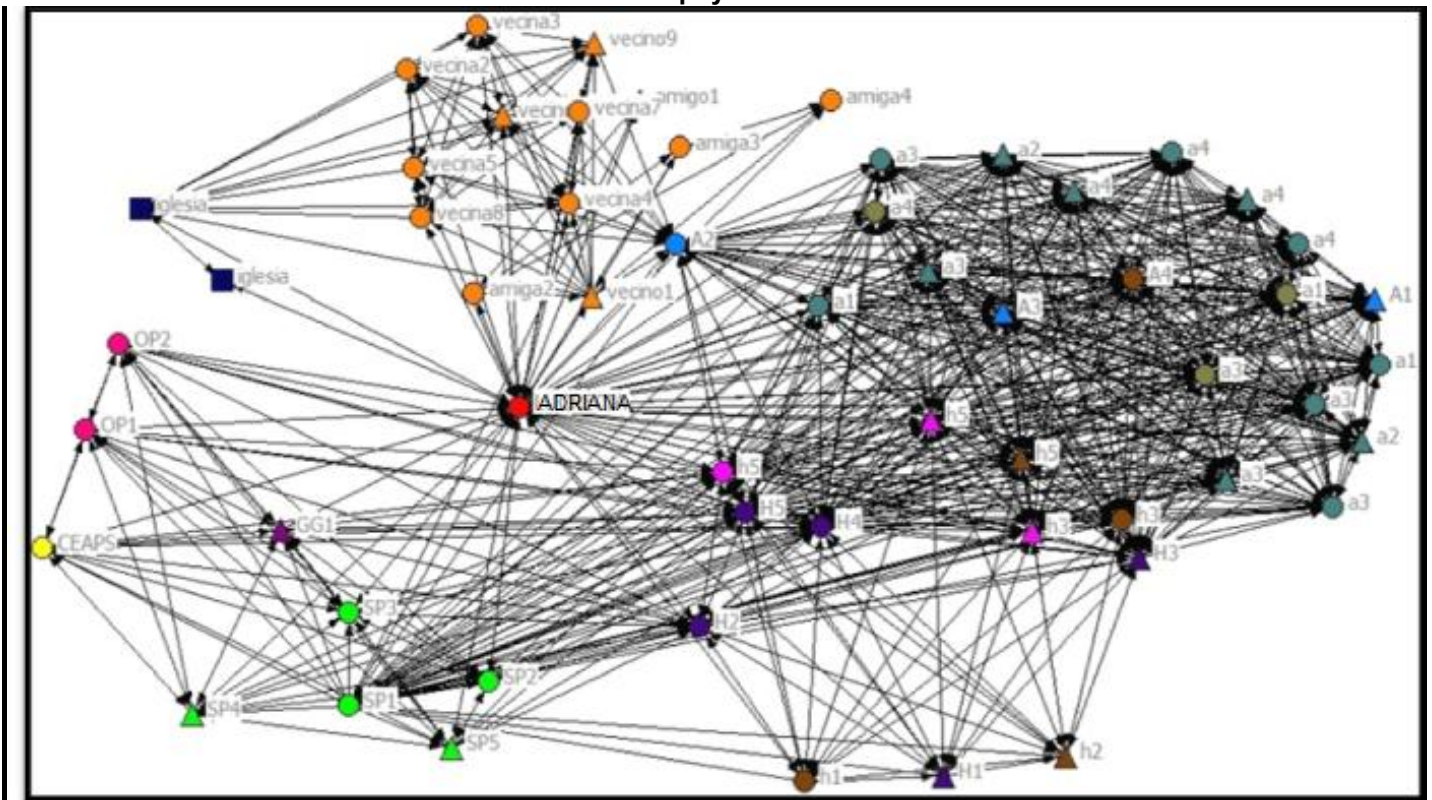 vecina3
vecino9
vecina2
amiga4
vecina7
amigo1
vecin
amiga3
a3
a2
a4
vecina5
a4
a4
iglesia
vecina4
a4
vecina8
A2
a4
iglesia
a3
A4
amiga2
vecino1
a1
A3
a1
A1
OP2
a1
a3
ADRIANA
a3
OP1
h5
a2
h5
h5
a3
H5
H4
h3
h3
a3
GG1
CEAPS
H3
SP3
H2
SP2
SP1
SP4
SP5
h2
h1
H1